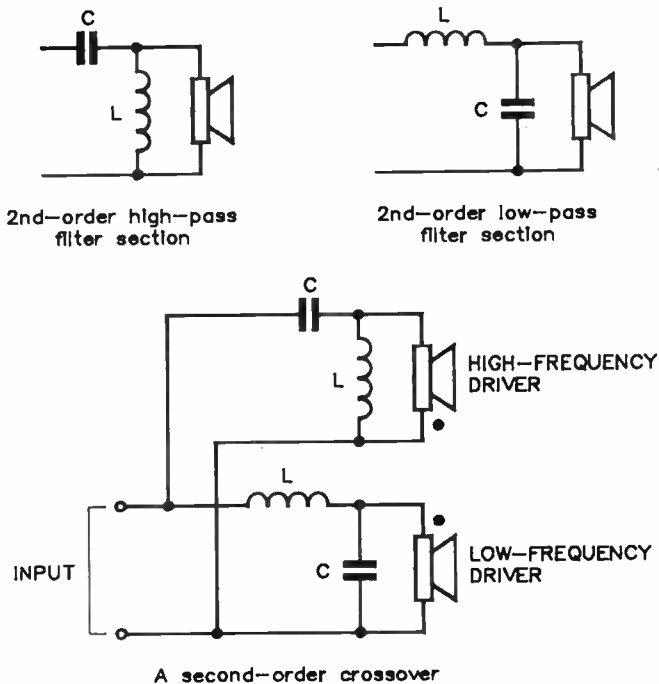 C
L
2nd-order high-pass
filter section
L
C
2nd-order low-pass
filter section
C
L
HIGH-FREQUENCY
DRIVER
L
C
LOW-FREQUENCY
DRIVER
INPUT
A second-order crossover